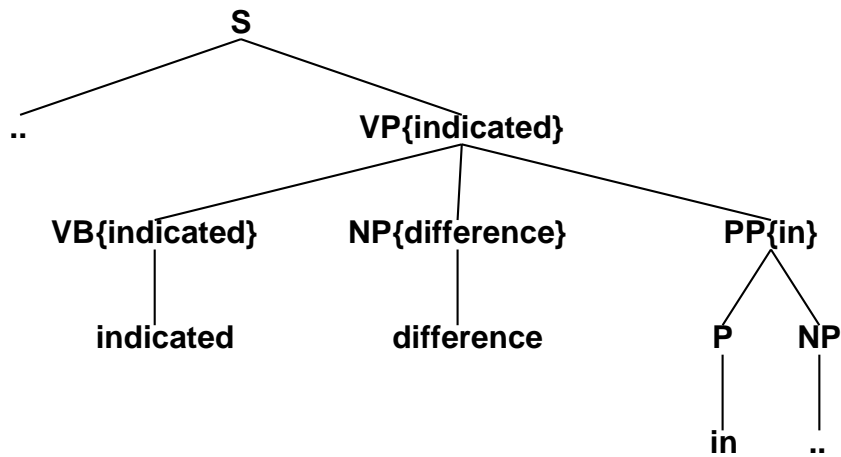 S
.. VP{indicated}
VB{indicated} NP{difference} PP{in}
indicated difference P NP
in ..